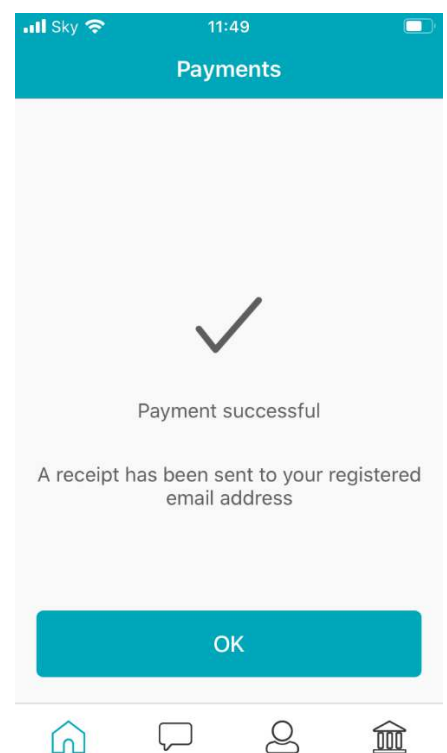 Sky 11:49
Payments
Payment successful
A receipt has been sent to your registered
email address
OK